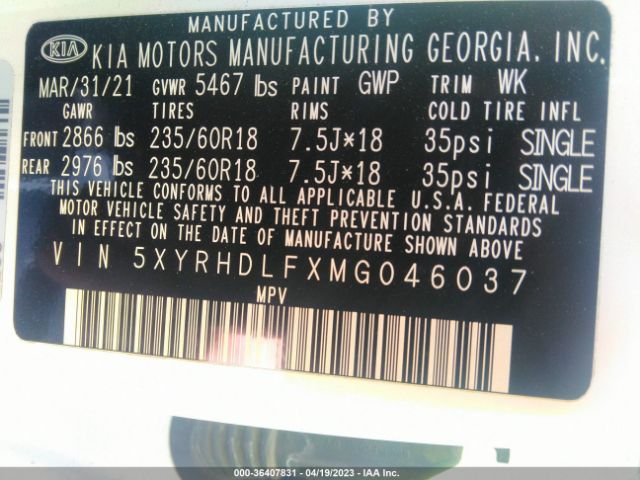 MANUFACTURED BY
KIA KIA MOTORS MANUFACTURING GEORGIA, INC.
MAR/31/21 GVWR 5467 lbs PAINT GWP TRIM WK
GAWR TIRES RIMS COLD TIRE INFL
FRONT 2866 lbs 235/60R18 7.5J*18 35psi SINGLE
REAR 2976 lbs 235/60R18 7.5J*18 35psi SINGLE
THIS VEHICLE CONFORMS TO ALL APPLICABLE U.S.A. FEDERAL
MOTOR VEHICLE SAFETY AND THEFT PREVENTION STANDARDS
IN EFFECT ON THE DATE OF MANUFACTURE SHOWN ABOVE
VIN 5XYRHDLFXMG046037
MPV
000-36407831 - 04/19/2023 - IAA Inc.